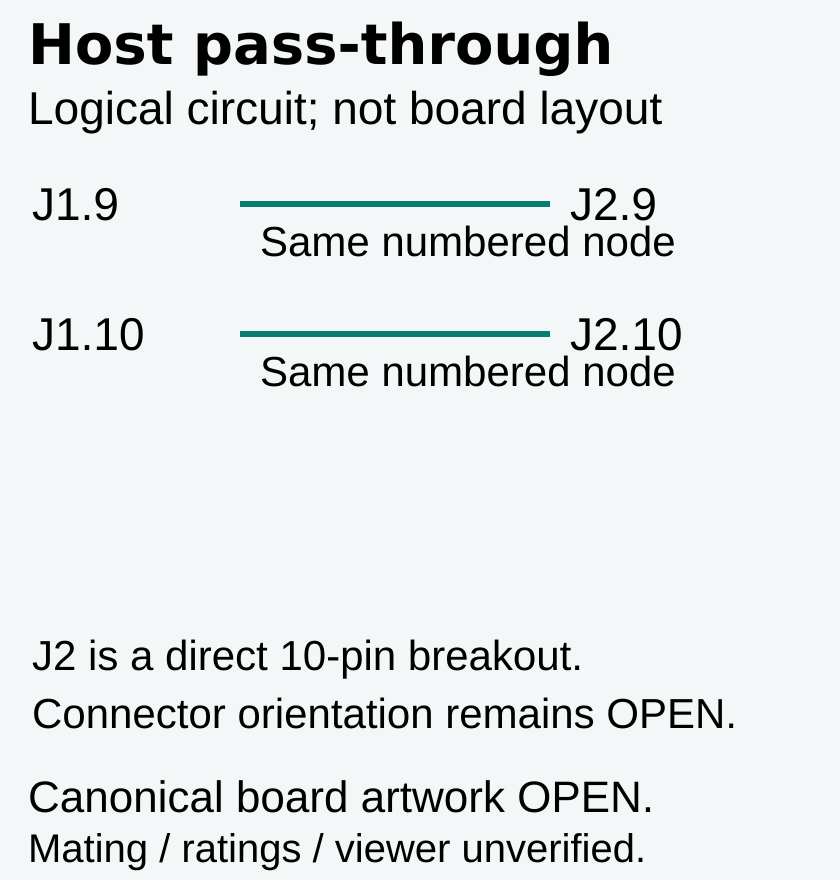 Host pass-through
Logical circuit; not board layout
J1.9 J2.9
Same numbered node
J1.10 J2.10
Same numbered node
J2 is a direct 10-pin breakout.
Connector orientation remains OPEN.
Canonical board artwork OPEN.
Mating / ratings / viewer unverified.